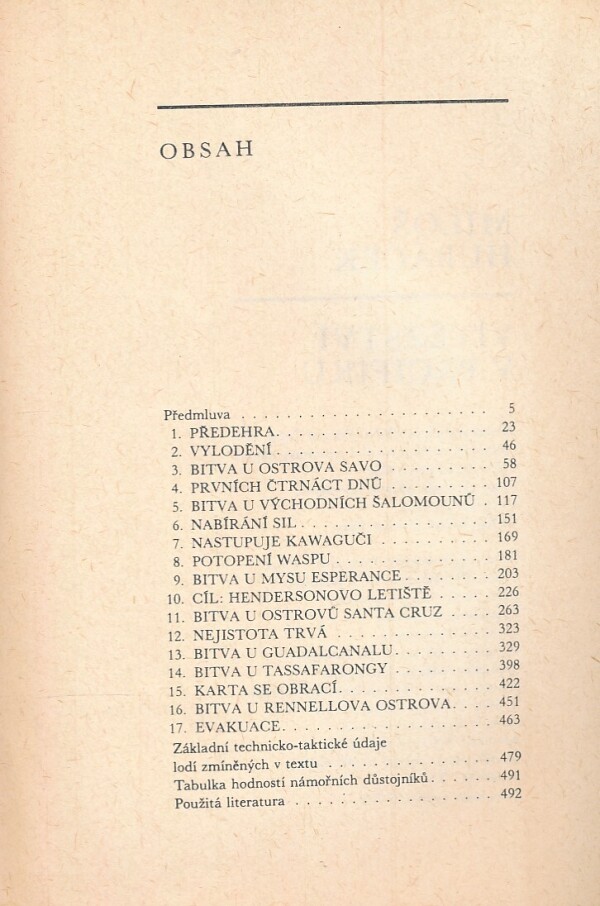 OBSAH
Předmluva . . . . . . . . . . . . . . . . . . . . . . 5
1. PŘEDEHRA. . . . . . . . . . . . . . . . . . . 23
2. VYLODĚNÍ . . . . . . . . . . . . . . . . . . . 46
3. BITVA U OSTROVA SAVO . . . . . . . . . 58
4. PRVNÍCH ČTRNÁCT DNŮ . . . . . . . . . 107
5. BITVA U VÝCHODNÍCH ŠALOMOUNŮ . 117
6. NABÍRÁNÍ SIL . . . . . . . . . . . . . . . . . 151
7. NASTUPUJE KAWAGUČI . . . . . . . . . . 169
8. POTOPENÍ WASPU . . . . . . . . . . . . . . 181
9. BITVA U MYSU ESPERANCE . . . . . . . . 203
10. CÍL: HENDERSONOVO LETIŠTĚ . . . . . 226
11. BITVA U OSTROVŮ SANTA CRUZ . . . . 263
12. NEJISTOTA TRVÁ . . . . . . . . . . . . . . 323
13. BITVA U GUADALCANALU . . . . . . . . . 329
14. BITVA U TASSAFARONGY . . . . . . . . . 398
15. KARTA SE OBRACÍ. . . . . . . . . . . . . . 422
16. BITVA U RENNELLOVA OSTROVA. . . . 451
17. EVAKUACE. . . . . . . . . . . . . . . . . . . 463
Základní technicko-taktické údaje
lodí zmíněných v textu . . . . . . . . . . . . . . . 479
Tabulka hodností námořních důstojníků. . . . . . 491
Použitá literatura . . . . . . . . . . . . . . . . . . 492